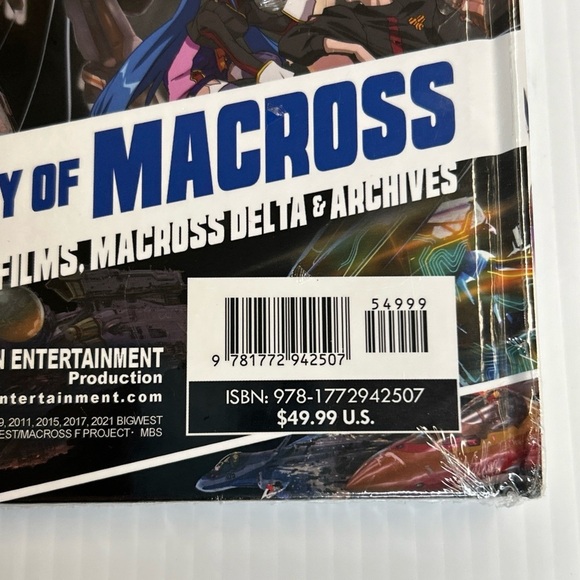 Y OF MACROSS
FILMS, MACROSS DELTA & ARCHIVES
54999
9 781772 942507
N ENTERTAINMENT
Production
entertainment.com
ISBN: 978-1772942507
$49.99 U.S.
9, 2011, 2015, 2017, 2021 BIGWEST
EST/MACROSS F PROJECT・ MBS